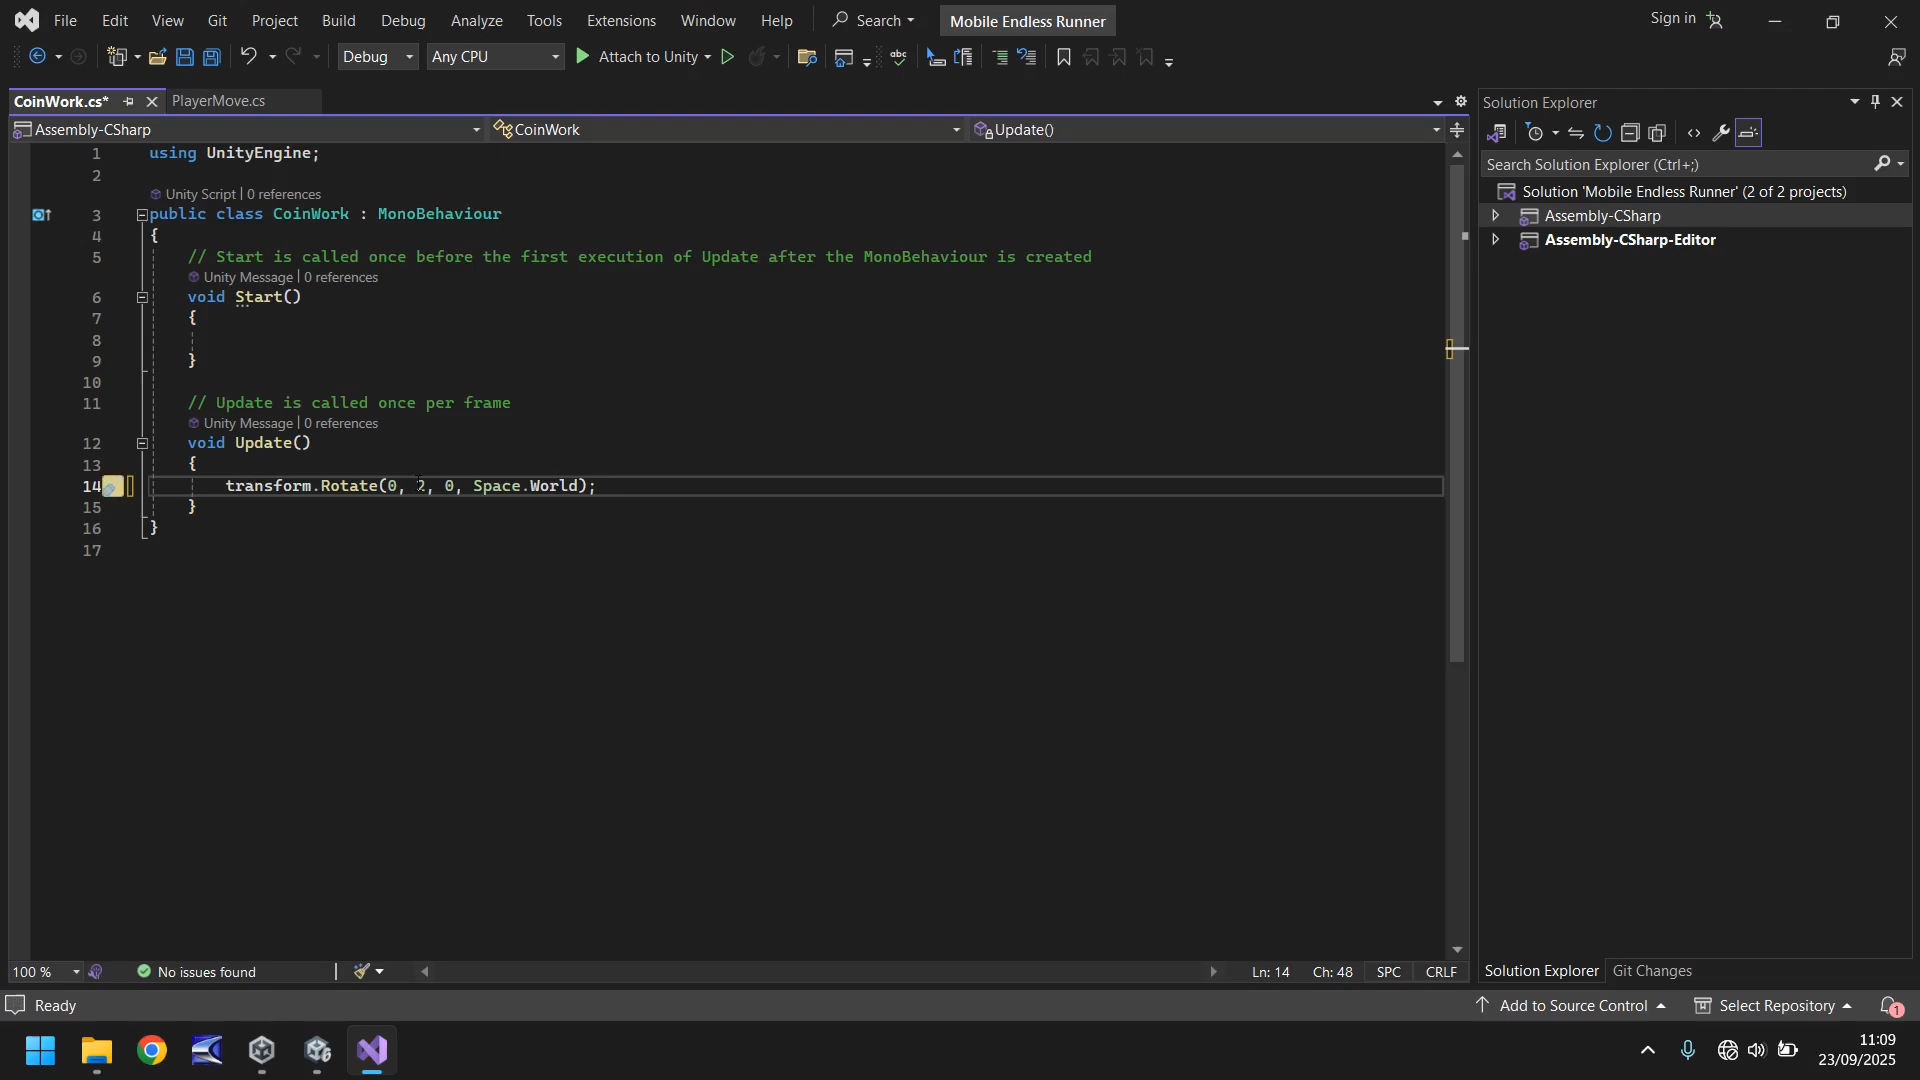 File Edit View Git Project Build Debug Test Analyze Tools Extensions Window Help Search Mobile Endless Runner Sign in
Debug Any CPU Attach to Unity
CoinWork.cs* PlayerMove.cs
Assembly-CSharp CoinWork Update()
1 using UnityEngine;
2
Unity Script | 0 references
3 public class CoinWork : MonoBehaviour
4 {
5 // Start is called once before the first execution of Update after the MonoBehaviour is created
Unity Message | 0 references
6 void Start()
7 {
8
9 }
10
11 // Update is called once per frame
Unity Message | 0 references
12 void Update()
13 {
14 transform.Rotate(0, 2, 0, Space.World);
15 }
16 }
17
100 % No issues found Ln: 14 Ch: 48 SPC CRLF
Solution Explorer
Search Solution Explorer (Ctrl+;)
Solution 'Mobile Endless Runner' (2 of 2 projects)
Assembly-CSharp
Assembly-CSharp-Editor
Solution Explorer Git Changes
Ready Add to Source Control Select Repository 1
11:09
23/09/2025